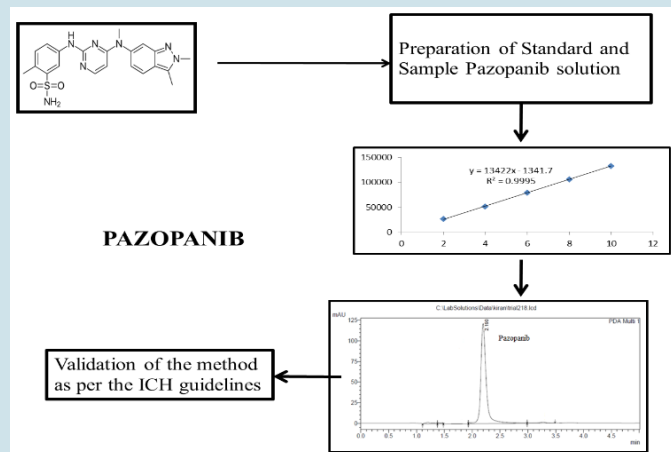 NH
N
N
N
N
N
O=S=O
NH2
Preparation of Standard and
Sample Pazopanib solution
150000
100000
50000
0
0 2 4 6 8 10 12
y = 13422x - 1341.7
R² = 0.9995
PAZOPANIB
mAU
PDA Multi 1
125
100
75
50
25
0
Pazopanib
0.0 0.5 1.0 1.5 2.0 2.5 3.0 3.5 4.0 4.5
min
Validation of the method
as per the ICH guidelines